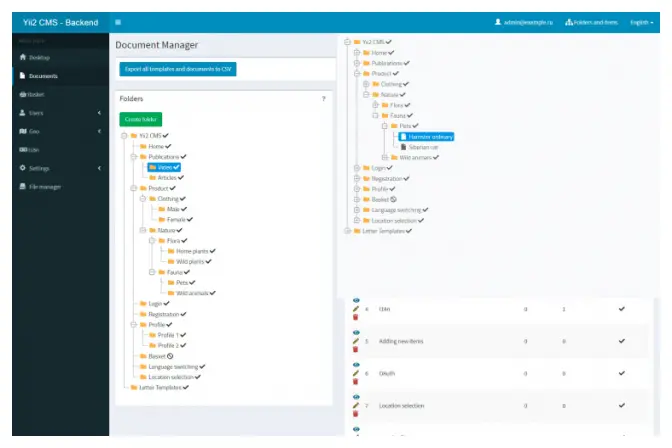 Yii2 CMS - Backend
admin@example.ru
Folders and items
English
Desktop
Documents
Basket
Users
Geo
I18n
Settings
File manager
Document Manager
Export all templates and documents to CSV
Folders
?
Create folder
Yii2 CMS
Home
Publications
Votes
Articles
Product
Clothing
Male
Female
Nature
Flora
Home plants
Wild plants
Fauna
Pets
Wild animals
Login
Registration
Profile
Profile 1
Profile 2
Basket
Language switching
Location selection
Letter Templates
Yii2 CMS
Home
Publications
Product
Clothing
Nature
Flora
Fauna
Pets
Hamster ordinary
Siberian cat
Wild animals
Login
Registration
Profile
Basket
Language switching
Location selection
Letter Templates
4
0
2
5 Adding new items 0 0
6 OAuth 0 0
7 Location selection 0 0